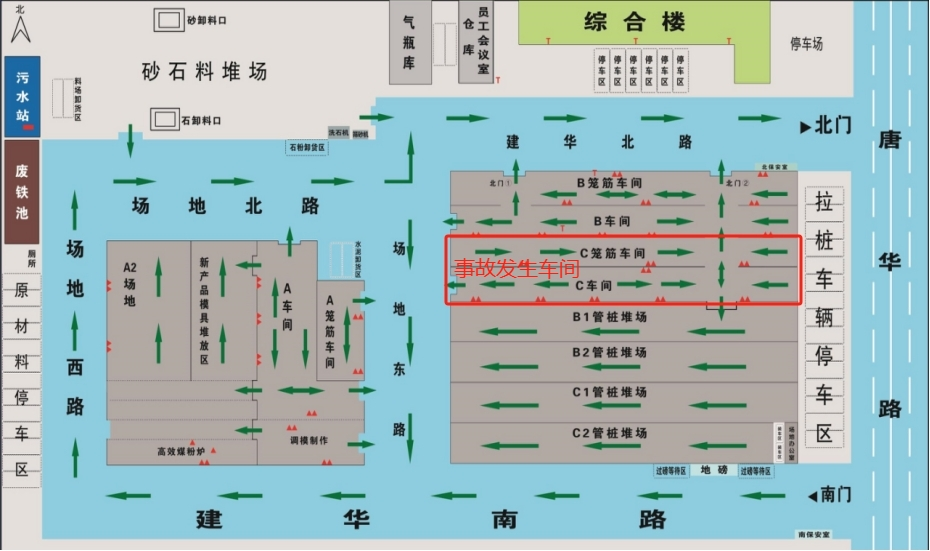 北
砂卸料口
砂石料堆场
石卸料口
污水站
料场卸货区
废铁池
厕所
原材料停车区
气瓶库
仓库
员工会议室
综合楼
停车区
停车区
停车区
停车区
停车区
停车区
停车场
洗石机
石粉卸货区
建华北路
北门
唐华路
场地北路
场地西路
场地东路
A2场地
新产品模具堆放区
A车间
A笼筋车间
水泥卸货区
高效煤粉炉
调模制作
北保安室
北门①
B笼筋车间
北门②
B车间
C笼筋车间
事故发生车间
C车间
B1管桩堆场
B2管桩堆场
C1管桩堆场
C2管桩堆场
场地办公室
拉桩车辆停车区
过磅等待区
地磅
过磅等待区
南门
建华南路
南保安室